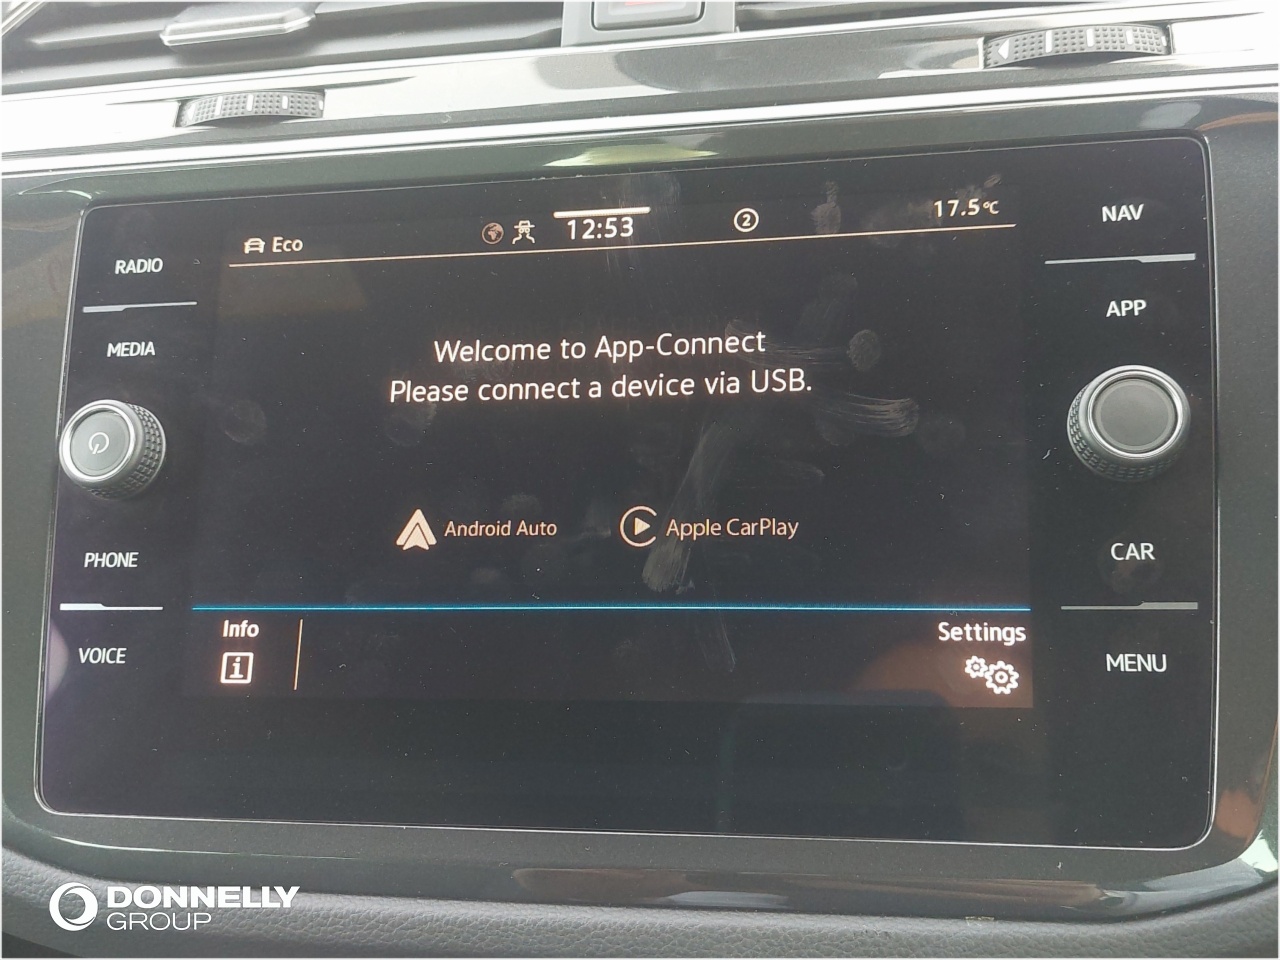 Eco
12:53
2
17.5°C
RADIO
MEDIA
PHONE
VOICE
NAV
APP
CAR
MENU
Welcome to App-Connect
Please connect a device via USB.
Android Auto
Apple CarPlay
Info
i
Settings
DONNELLY
GROUP